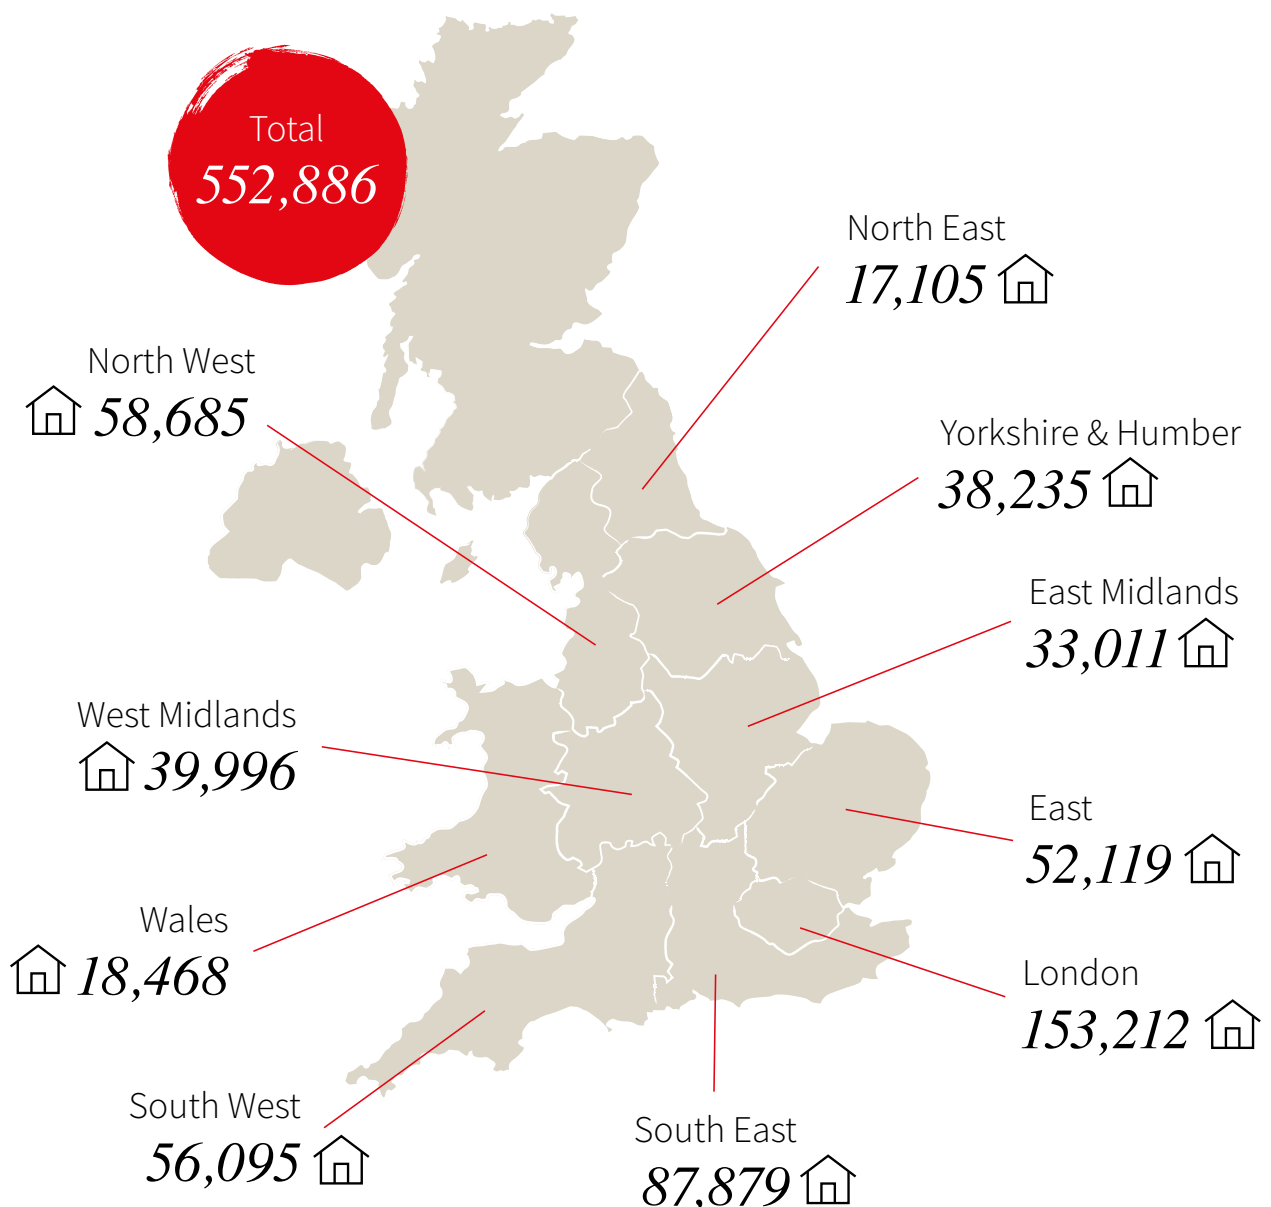 Total
552,886
North East
17,105
North West
58,685
Yorkshire & Humber
38,235
East Midlands
33,011
West Midlands
39,996
East
52,119
Wales
18,468
London
153,212
South West
56,095
South East
87,879